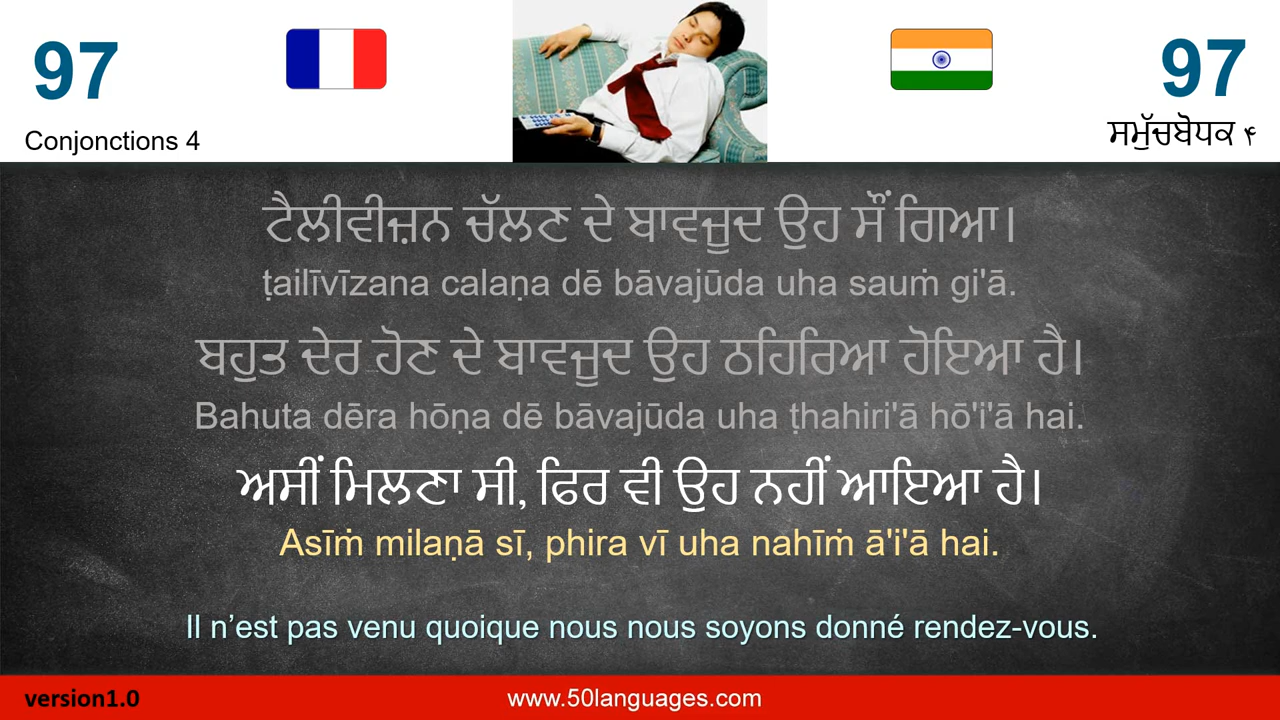 97
97
Conjonctions 4
ਸਮੁੱਚਬੋਧਕ ੪
ਟੈਲੀਵੀਜ਼ਨ ਚੱਲਣ ਦੇ ਬਾਵਜੂਦ ਉਹ ਸੌਂ ਗਿਆ।
ṭailīvīzana calaṇa dē bāvajūda uha sauṁ gi'ā.
ਬਹੁਤ ਦੇਰ ਹੋਣ ਦੇ ਬਾਵਜੂਦ ਉਹ ਠਹਿਰਿਆ ਹੋਇਆ ਹੈ।
Bahuta dēra hōṇa dē bāvajūda uha ṭhahiri'ā hō'i'ā hai.
ਅਸੀਂ ਮਿਲਣਾ ਸੀ, ਫਿਰ ਵੀ ਉਹ ਨਹੀਂ ਆਇਆ ਹੈ।
Asīṁ milaṇā sī, phira vī uha nahīṁ ā'i'ā hai.
Il n’est pas venu quoique nous nous soyons donné rendez-vous.
version1.0
www.50languages.com